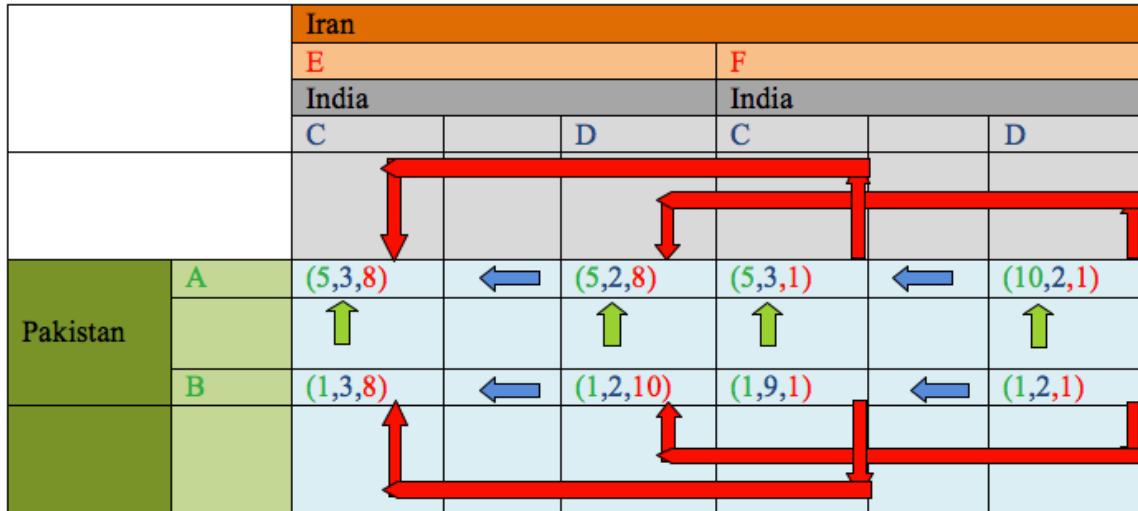 Iran
E F
India India
C D C D
A (5,3,8) (5,2,8) (5,3,1) (10,2,1)
Pakistan
B (1,3,8) (1,2,10) (1,9,1) (1,2,1)